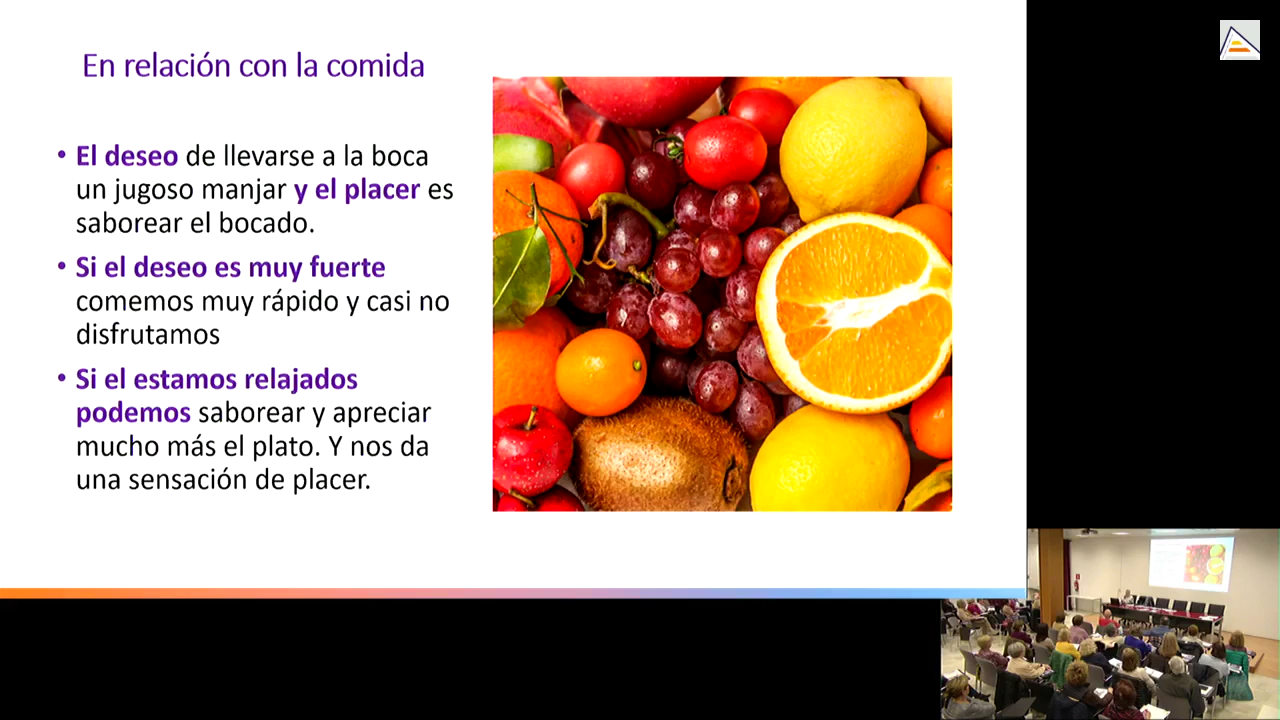 En relación con la comida
• El deseo de llevarse a la boca
un jugoso manjar y el placer es
saborear el bocado.
• Si el deseo es muy fuerte
comemos muy rápido y casi no
disfrutamos
• Si el estamos relajados
podemos saborear y apreciar
mucho más el plato. Y nos da
una sensación de placer.